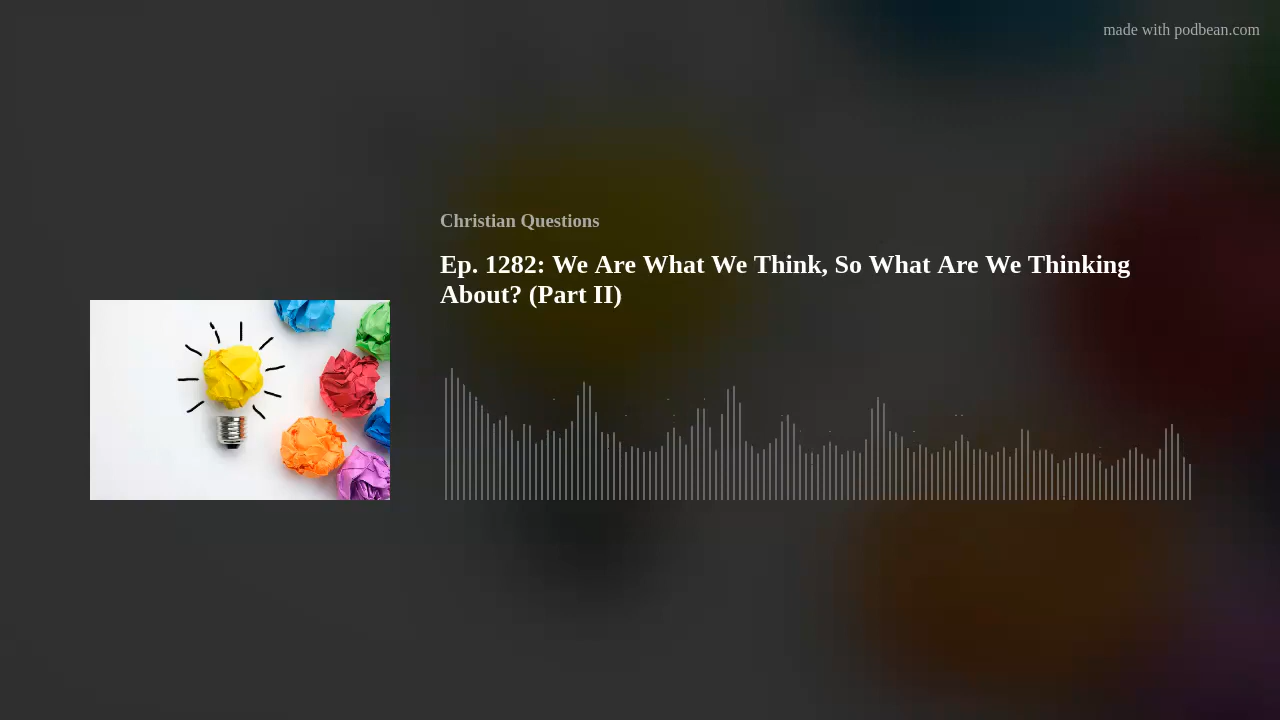 made with podbean.com
Christian Questions
Ep. 1282: We Are What We Think, So What Are We Thinking
About? (Part II)